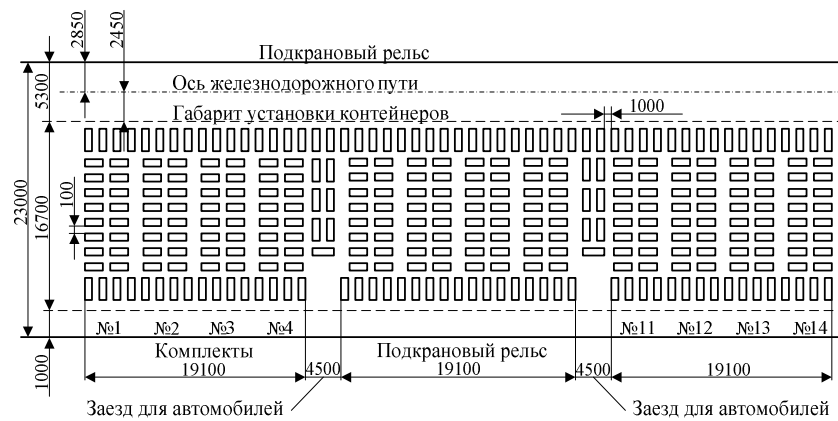 2850
2450
Подкрановый рельс
5300
Ось железнодорожного пути
Габарит установки контейнеров
1000
23000
16700
100
№1 №2 №3 №4 №11 №12 №13 №14
1000
Комплекты Подкрановый рельс
19100 4500 19100 4500 19100
Заезд для автомобилей Заезд для автомобилей